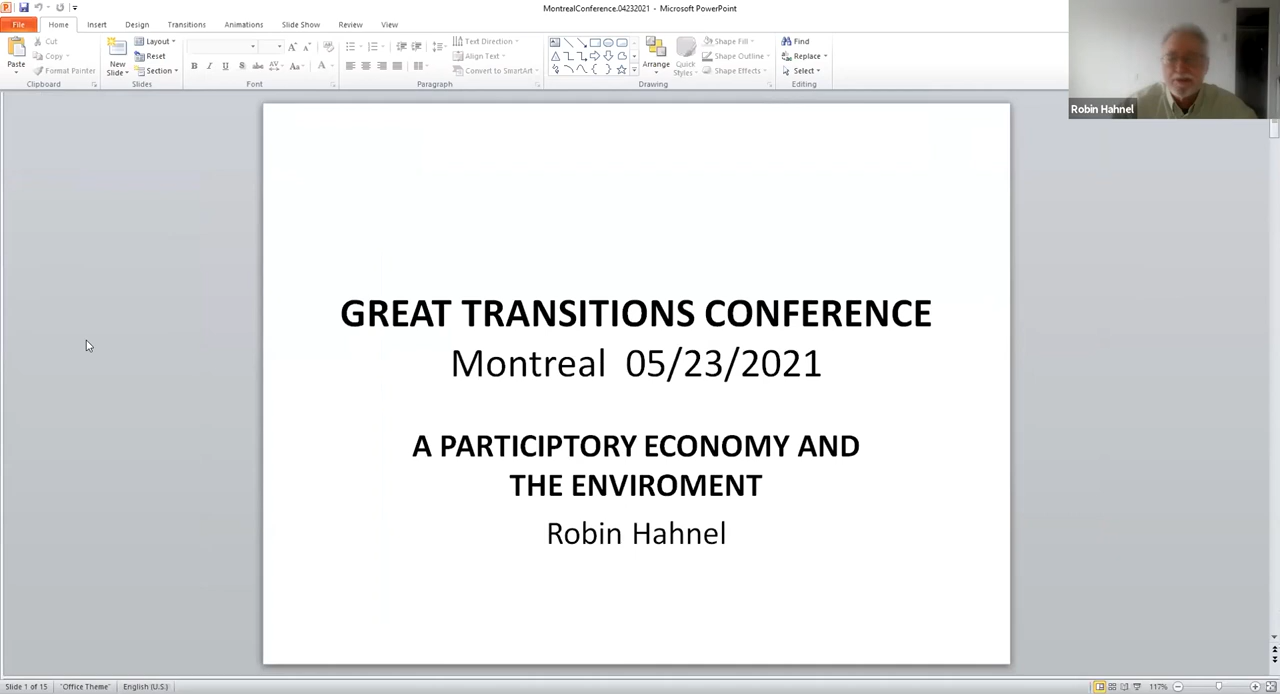 MontrealConference.04232021 - Microsoft PowerPoint
File Home Insert Design Transitions Animations Slide Show Review View
Paste
Cut
Copy
Format Painter
Clipboard
New
Slide
Layout
Reset
Section
Slides
Font
Text Direction
Align Text
Convert to SmartArt
Paragraph
Arrange
Quick
Styles
Shape Fill
Shape Outline
Shape Effects
Drawing
Find
Replace
Select
Editing
Robin Hahnel
GREAT TRANSITIONS CONFERENCE
Montreal 05/23/2021
A PARTICIPTORY ECONOMY AND
THE ENVIROMENT
Robin Hahnel
Slide 1 of 15 "Office Theme" English (U.S.) 117%